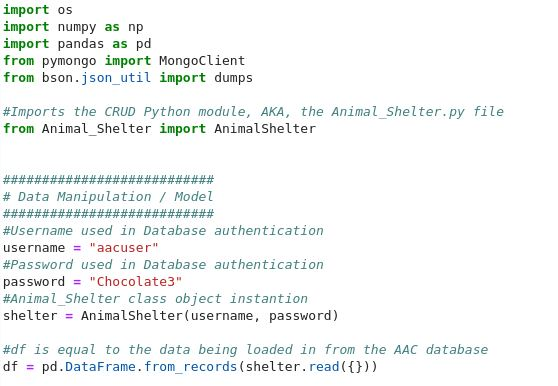 import os
import numpy as np
import pandas as pd
from pymongo import MongoClient
from bson.json_util import dumps
#Imports the CRUD Python module, AKA, the Animal_Shelter.py file
from Animal_Shelter import AnimalShelter
###########################
# Data Manipulation / Model
###########################
#Username used in Database authentication
username = "aacuser"
#Password used in Database authentication
password = "Chocolate3"
#Animal_Shelter class object instantion
shelter = AnimalShelter(username, password)
#df is equal to the data being loaded in from the AAC database
df = pd.DataFrame.from_records(shelter.read({}))